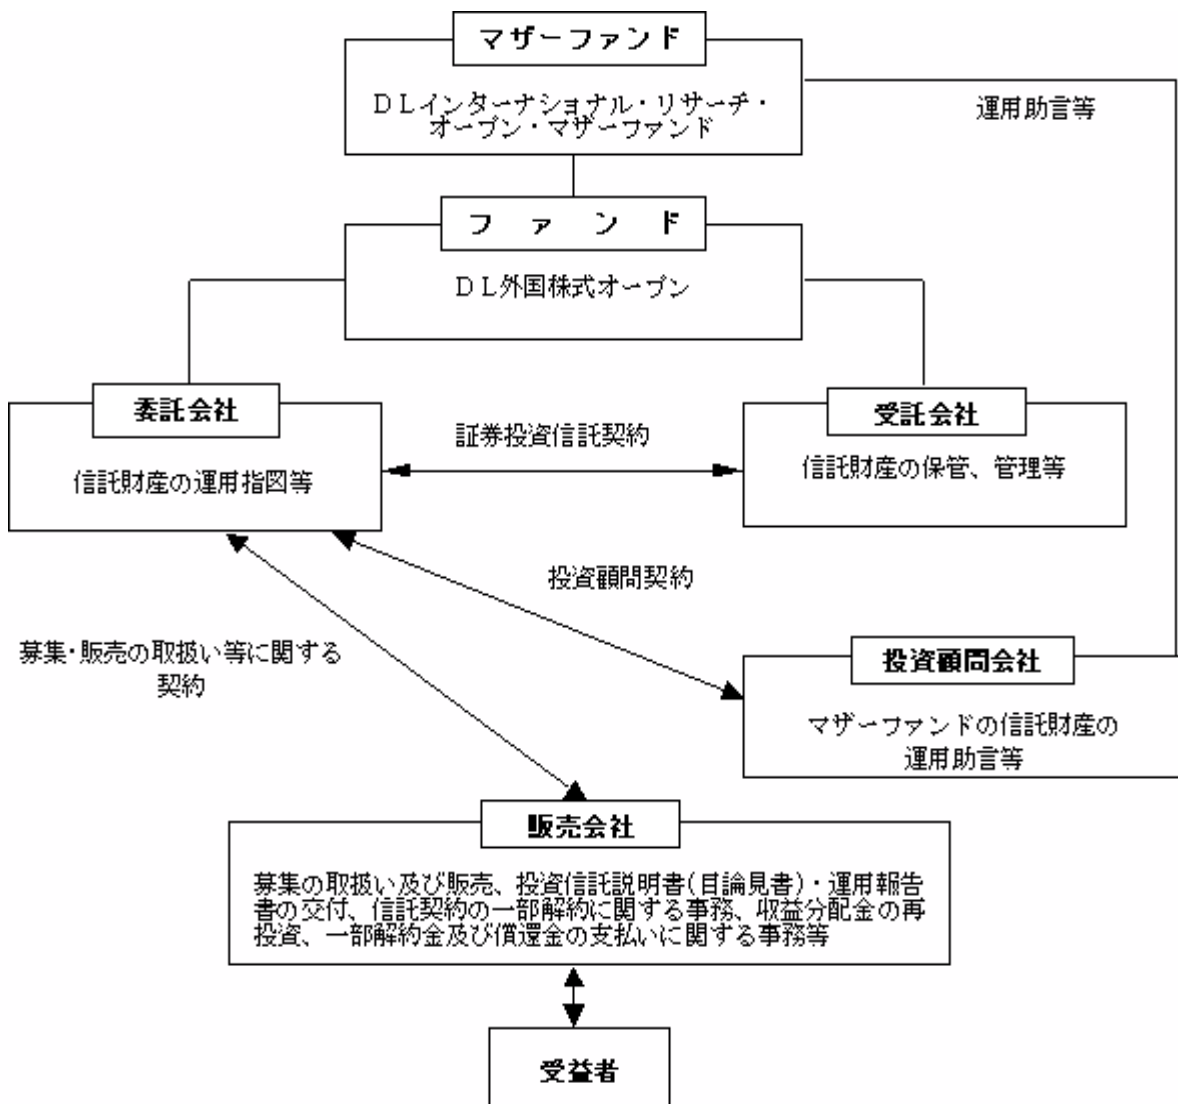 マザーファンド
DLインターナショナル・リサーチ・
オープン・マザーファンド
運用助言等
ファンド
DL外国株式オープン
委託会社
信託財産の運用指図等
証券投資信託契約
受託会社
信託財産の保管、管理等
投資顧問契約
募集・販売の取扱い等に関する
契約
投資顧問会社
マザーファンドの信託財産の
運用助言等
販売会社
募集の取扱い及び販売、投資信託説明書(目論見書)・運用報告
書の交付、信託契約の一部解約に関する事務、収益分配金の再
投資、一部解約金及び償還金の支払いに関する事務等
受益者